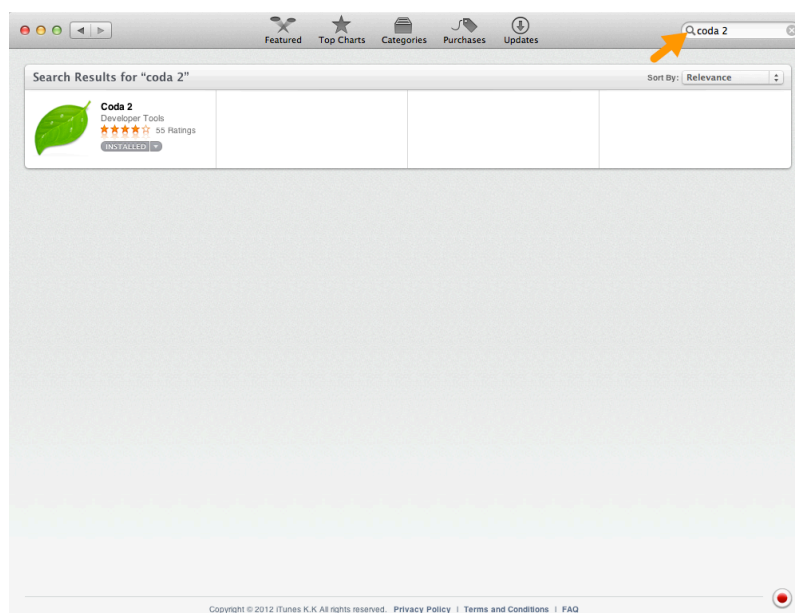 coda 2
Featured Top Charts Categories Purchases Updates
Search Results for “coda 2”
Sort By: Relevance
Coda 2
Developer Tools
55 Ratings
INSTALLED
Copyright © 2012 iTunes K.K All rights reserved. Privacy Policy | Terms and Conditions | FAQ